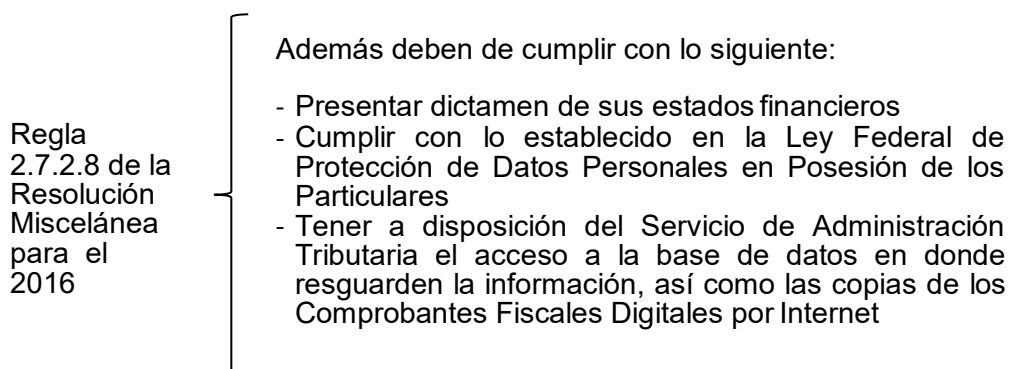 Regla
2.7.2.8 de la
Resolución
Miscelánea
para el
2016
Además deben de cumplir con lo siguiente:
- Presentar dictamen de sus estados financieros
- Cumplir con lo establecido en la Ley Federal de
Protección de Datos Personales en Posesión de los
Particulares
- Tener a disposición del Servicio de Administración
Tributaria el acceso a la base de datos en donde
resguarden la información, así como las copias de los
Comprobantes Fiscales Digitales por Internet